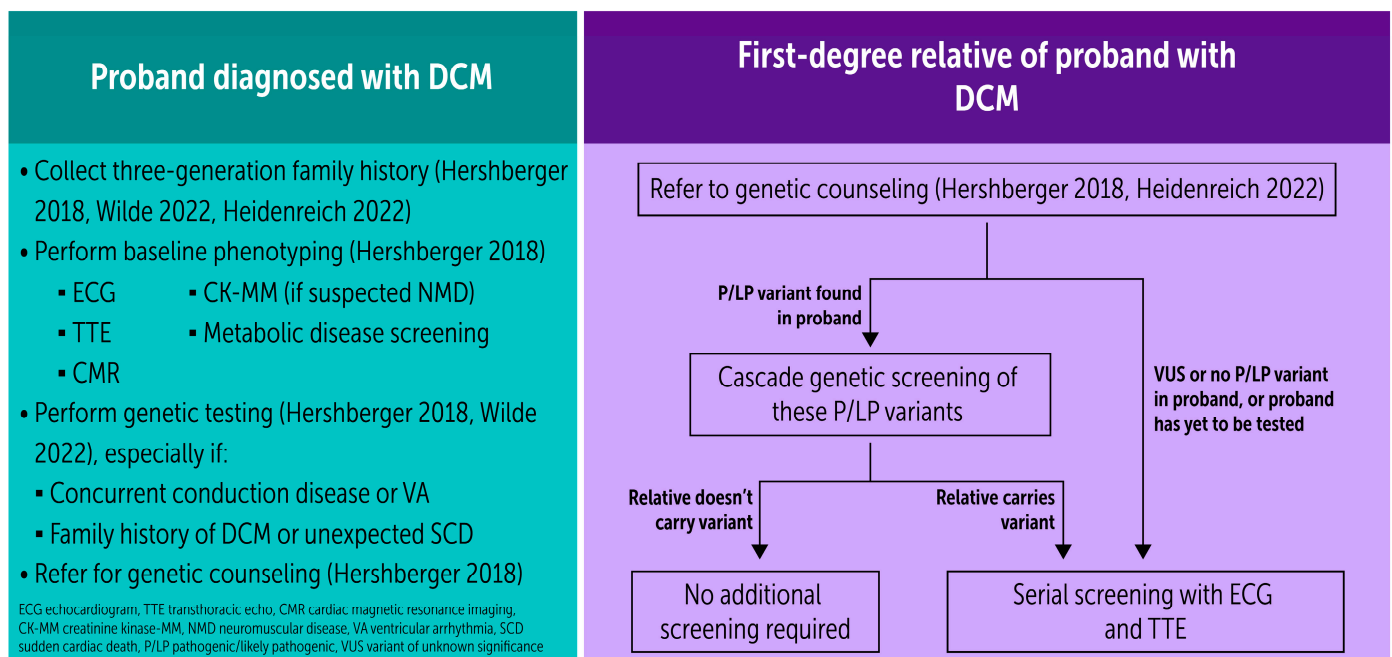 Proband diagnosed with DCM
• Collect three-generation family history (Hershberger
2018, Wilde 2022, Heidenreich 2022)
• Perform baseline phenotyping (Hershberger 2018)
▪ ECG
▪ CK-MM (if suspected NMD)
▪ TTE
▪ Metabolic disease screening
▪ CMR
• Perform genetic testing (Hershberger 2018, Wilde
2022), especially if:
▪ Concurrent conduction disease or VA
▪ Family history of DCM or unexpected SCD
• Refer for genetic counseling (Hershberger 2018)
ECG echocardiogram, TTE transthoracic echo, CMR cardiac magnetic resonance imaging,
CK-MM creatinine kinase-MM, NMD neuromuscular disease, VA ventricular arrhythmia, SCD
sudden cardiac death, P/LP pathogenic/likely pathogenic, VUS variant of unknown significance
First-degree relative of proband with
DCM
Refer to genetic counseling (Hershberger 2018, Heidenreich 2022)
P/LP variant found
in proband
Cascade genetic screening of
these P/LP variants
VUS or no P/LP variant
in proband, or proband
has yet to be tested
Relative doesn't
carry variant
Relative carries
variant
No additional
screening required
Serial screening with ECG
and TTE